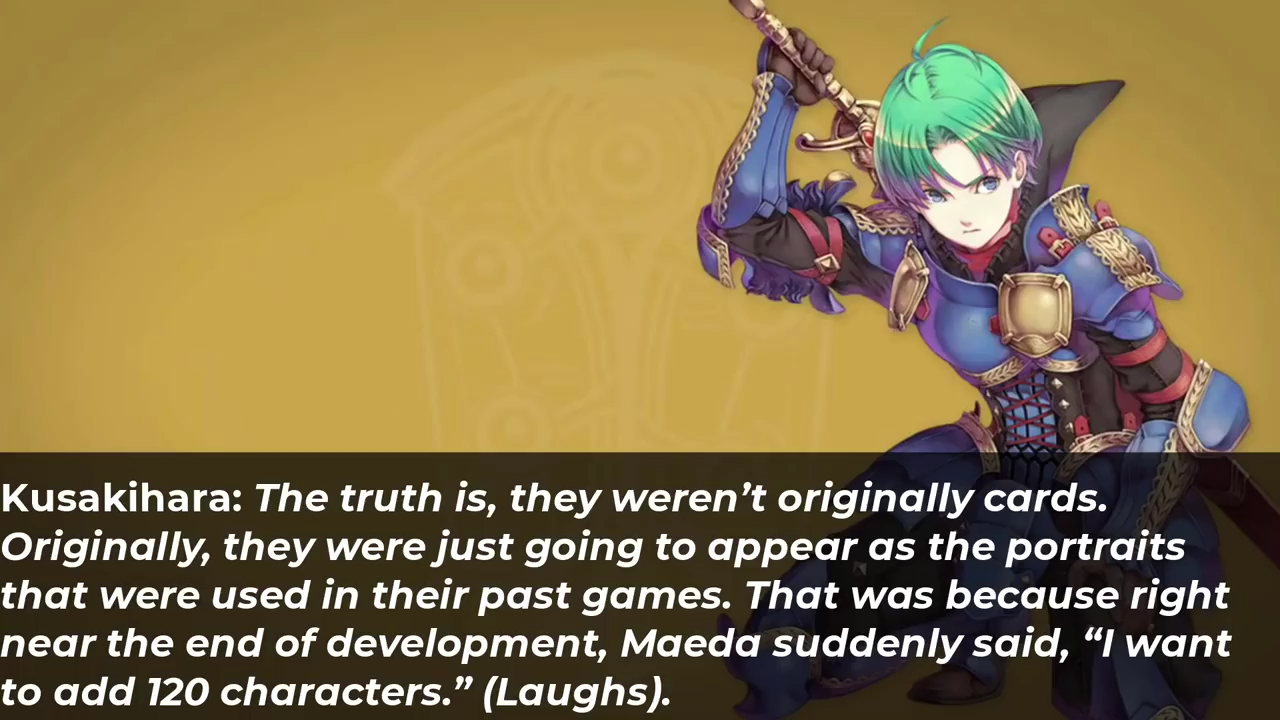 Kusakihara: The truth is, they weren’t originally cards.
Originally, they were just going to appear as the portraits
that were used in their past games. That was because right
near the end of development, Maeda suddenly said, “I want
to add 120 characters.” (Laughs).